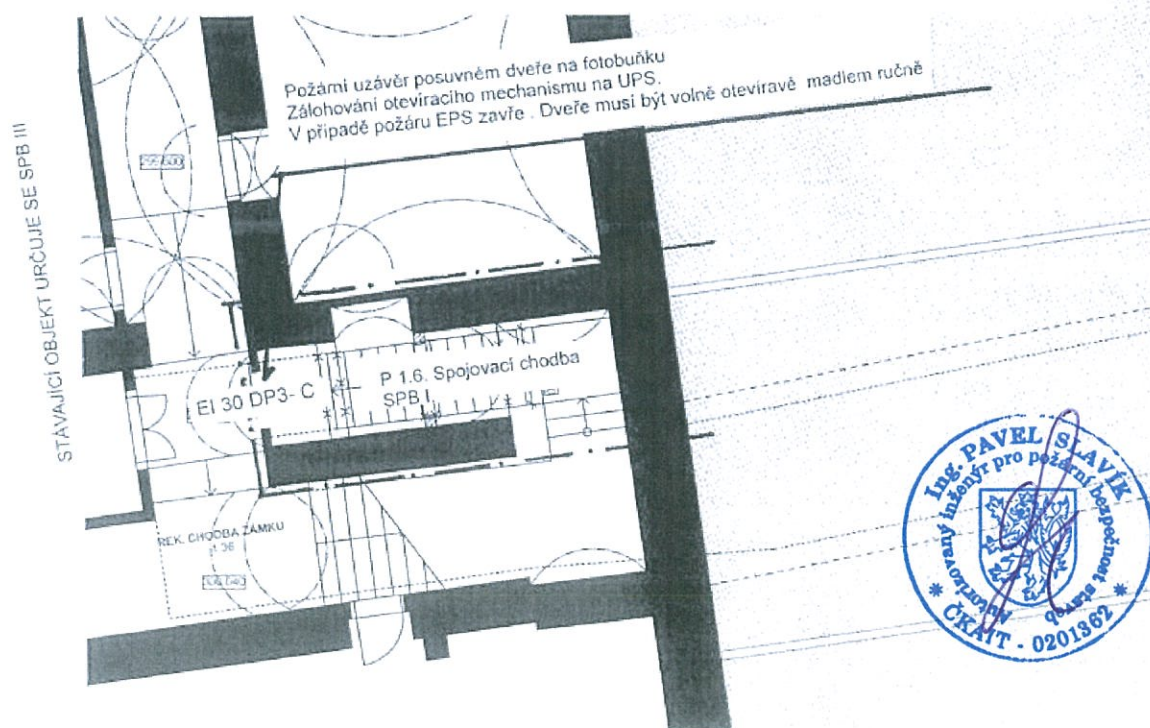 Požární uzávěr posuvném dveře na fotobuňku
Zálohování otevíracího mechanismu na UPS.
V případě požáru EPS zavře . Dveře musí být volně otevíravé madlem ručně
STÁVAJÍCÍ OBJEKT URČUJE SE SPB III
EI 30 DP3- C
P 1.6. Spojovací chodba
SPB I.
CHODBA ZÁMKU
Ing. PAVEL SLAVÍK
Autorizovaný inženýr pro požární bezpečnost staveb
* ČKAIT - 0201362 *